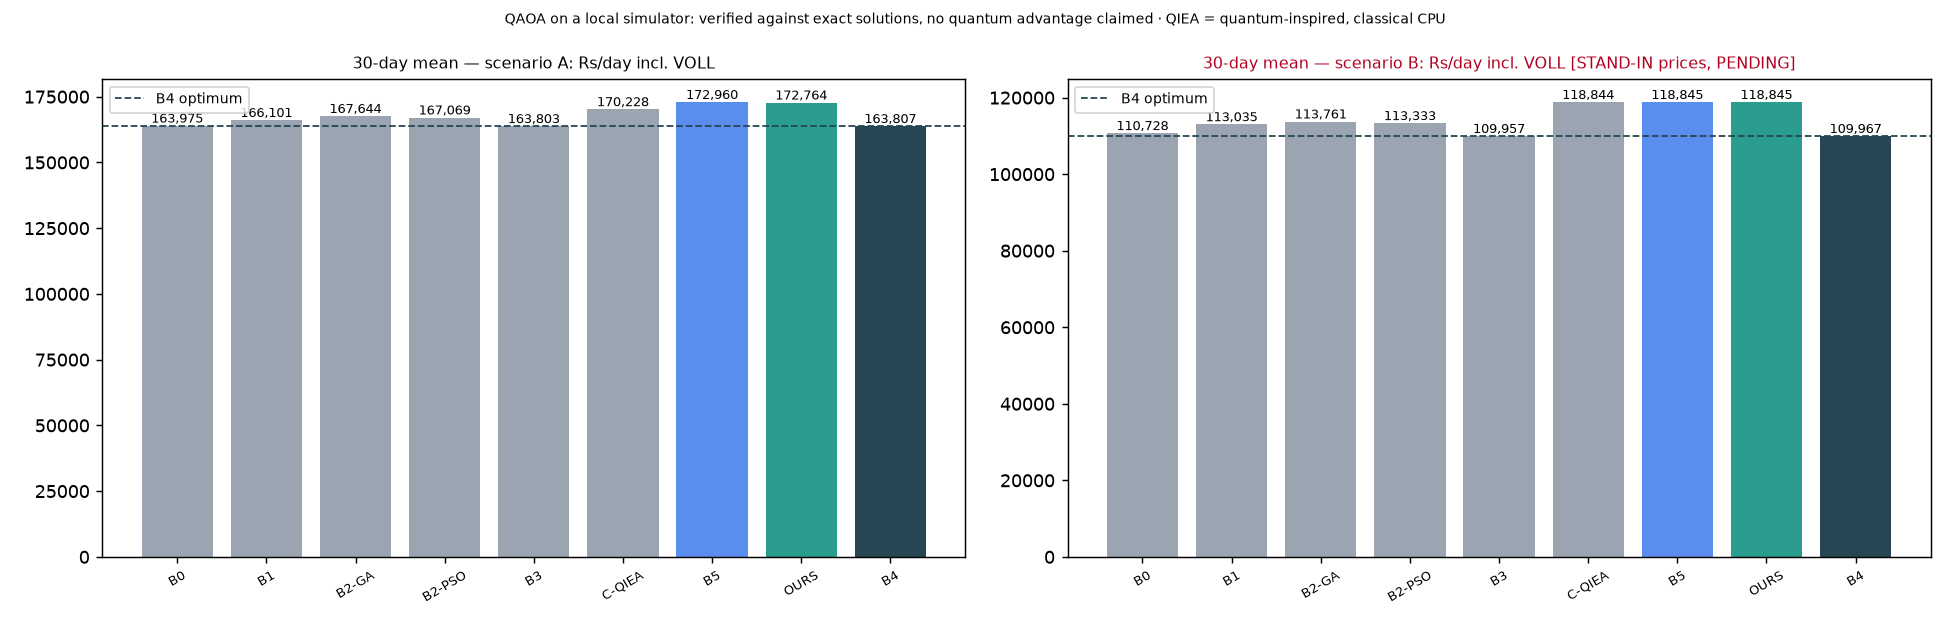 QAOA on a local simulator: verified against exact solutions, no quantum advantage claimed · QIEA = quantum-inspired, classical CPU
30-day mean — scenario A: Rs/day incl. VOLL
B4 optimum
175000
150000
125000
100000
75000
50000
25000
0
163,975
166,101
167,644
167,069
163,803
170,228
172,960
172,764
163,807
B0
B1
B2-GA
B2-PSO
B3
C-QIEA
B5
OURS
B4
30-day mean — scenario B: Rs/day incl. VOLL [STAND-IN prices, PENDING]
B4 optimum
120000
100000
80000
60000
40000
20000
0
110,728
113,035
113,761
113,333
109,957
118,844
118,845
118,845
109,967
B0
B1
B2-GA
B2-PSO
B3
C-QIEA
B5
OURS
B4